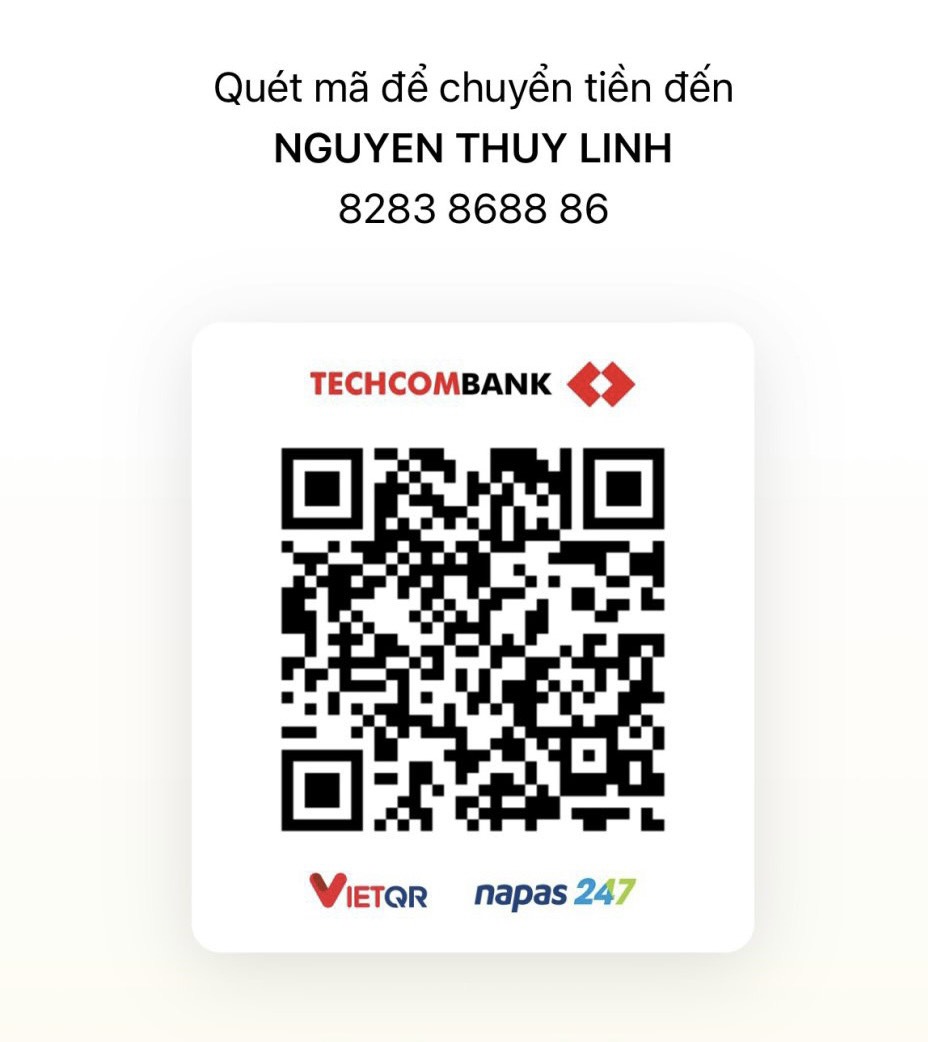 Quét mã để chuyển tiền đến
NGUYEN THUY LINH
8283 8688 86
TECHCOMBANK
VIETQR
napas 247